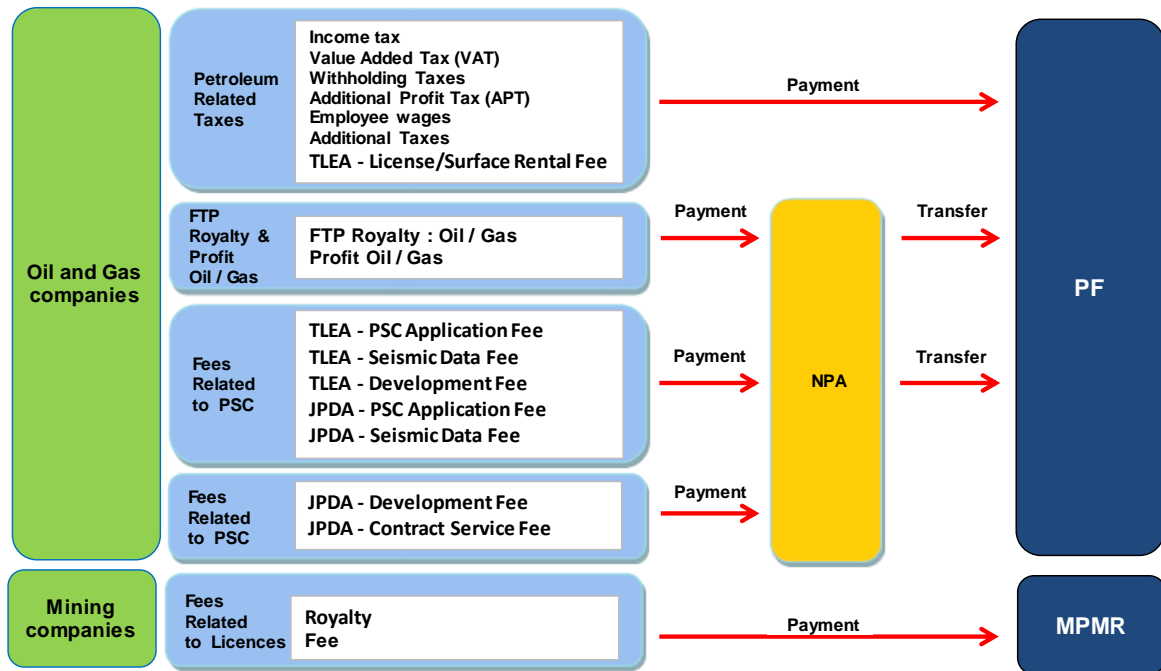 Oil and Gas
companies
Petroleum
Related
Taxes
Income tax
Value Added Tax (VAT)
Withholding Taxes
Additional Profit Tax (APT)
Employee wages
Additional Taxes
TLEA - License/Surface Rental Fee
Payment
PF
FTP
Royalty &
Profit
Oil / Gas
FTP Royalty : Oil / Gas
Profit Oil / Gas
Payment
NPA
Transfer
Fees
Related
to PSC
TLEA - PSC Application Fee
TLEA - Seismic Data Fee
TLEA - Development Fee
JPDA - PSC Application Fee
JPDA - Seismic Data Fee
Payment
Transfer
Fees
Related
to PSC
JPDA - Development Fee
JPDA - Contract Service Fee
Payment
Mining
companies
Fees
Related
to Licences
Royalty
Fee
Payment
MPMR